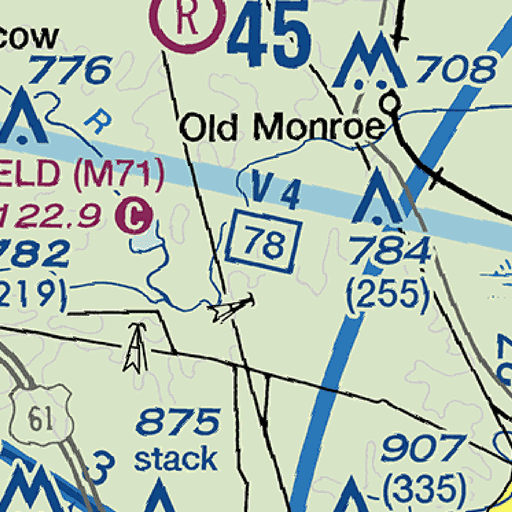 R
45
cow
776
708
R
Old Monroe
ELD (M71)
122.9 C
V 4
78
782
219)
784
(255)
61
875
stack
907
(335)
3